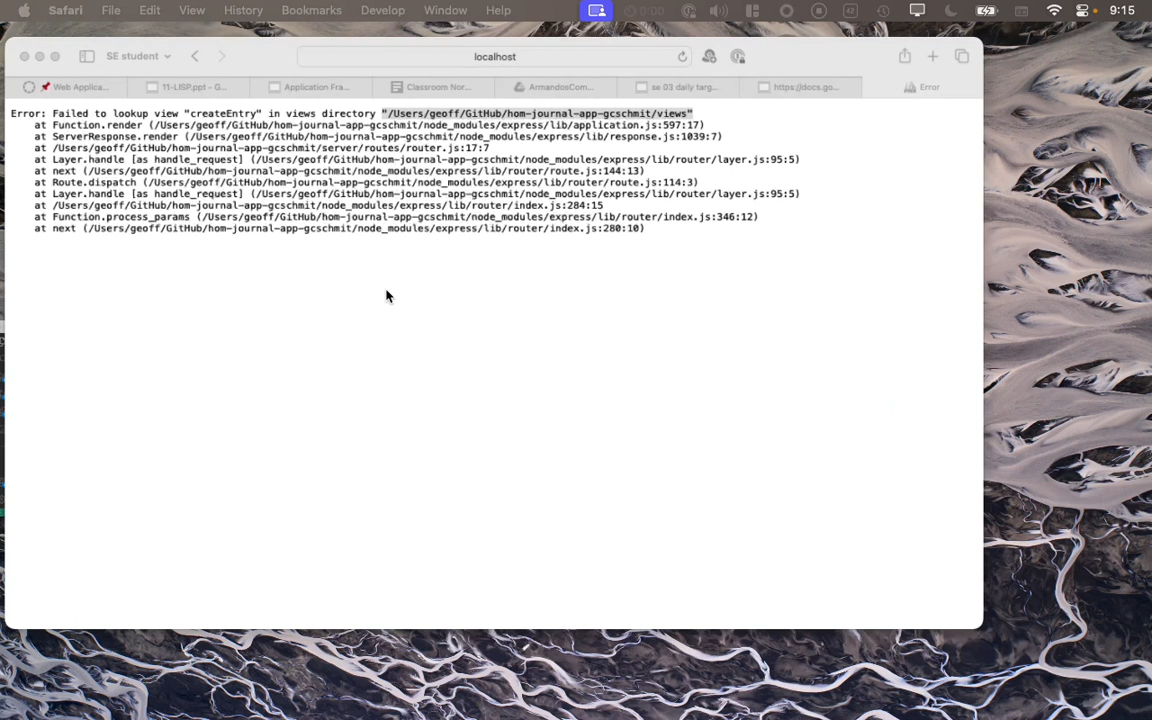 Safari File Edit View History Bookmarks Develop Window Help 0:00 42 9:15
SE student localhost
Web Applica... 11-LISP.ppt - G... Application Fra... Classroom Nor... ArmandosCom... se 03 daily targ... https://docs.go... Error
Error: Failed to lookup view "createEntry" in views directory "/Users/geoff/GitHub/hom-journal-app-gcschmit/views"
at Function.render (/Users/geoff/GitHub/hom-journal-app-gcschmit/node_modules/express/lib/application.js:597:17)
at ServerResponse.render (/Users/geoff/GitHub/hom-journal-app-gcschmit/node_modules/express/lib/response.js:1039:7)
at /Users/geoff/GitHub/hom-journal-app-gcschmit/server/routes/router.js:17:7
at Layer.handle [as handle_request] (/Users/geoff/GitHub/hom-journal-app-gcschmit/node_modules/express/lib/router/layer.js:95:5)
at next (/Users/geoff/GitHub/hom-journal-app-gcschmit/node_modules/express/lib/router/route.js:144:13)
at Route.dispatch (/Users/geoff/GitHub/hom-journal-app-gcschmit/node_modules/express/lib/router/route.js:114:3)
at Layer.handle [as handle_request] (/Users/geoff/GitHub/hom-journal-app-gcschmit/node_modules/express/lib/router/layer.js:95:5)
at /Users/geoff/GitHub/hom-journal-app-gcschmit/node_modules/express/lib/router/index.js:284:15
at Function.process_params (/Users/geoff/GitHub/hom-journal-app-gcschmit/node_modules/express/lib/router/index.js:346:12)
at next (/Users/geoff/GitHub/hom-journal-app-gcschmit/node_modules/express/lib/router/index.js:280:10)